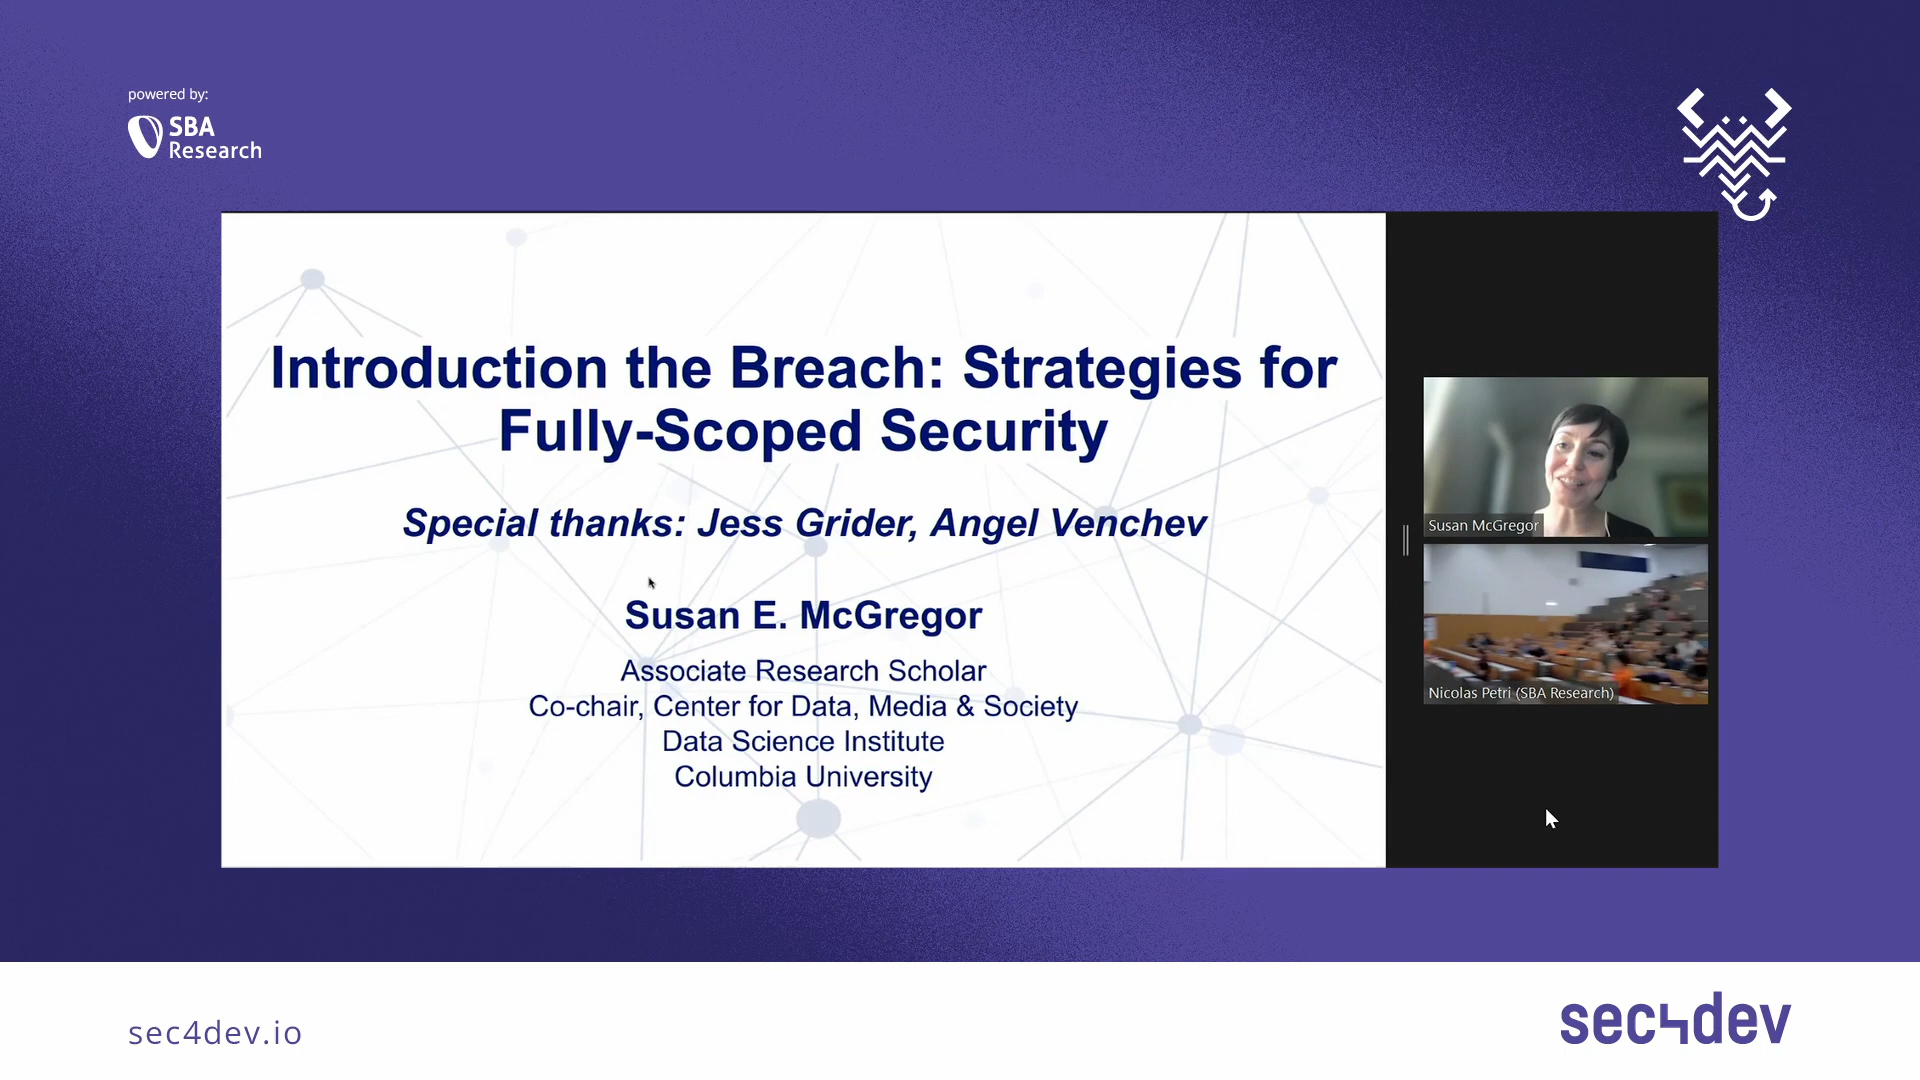 powered by:
SBA
Research
Introduction the Breach: Strategies for
Fully-Scoped Security
Special thanks: Jess Grider, Angel Venchev
Susan E. McGregor
Associate Research Scholar
Co-chair, Center for Data, Media & Society
Data Science Institute
Columbia University
Susan McGregor
Nicolas Petri (SBA Research)
sec4dev.io
sec4dev